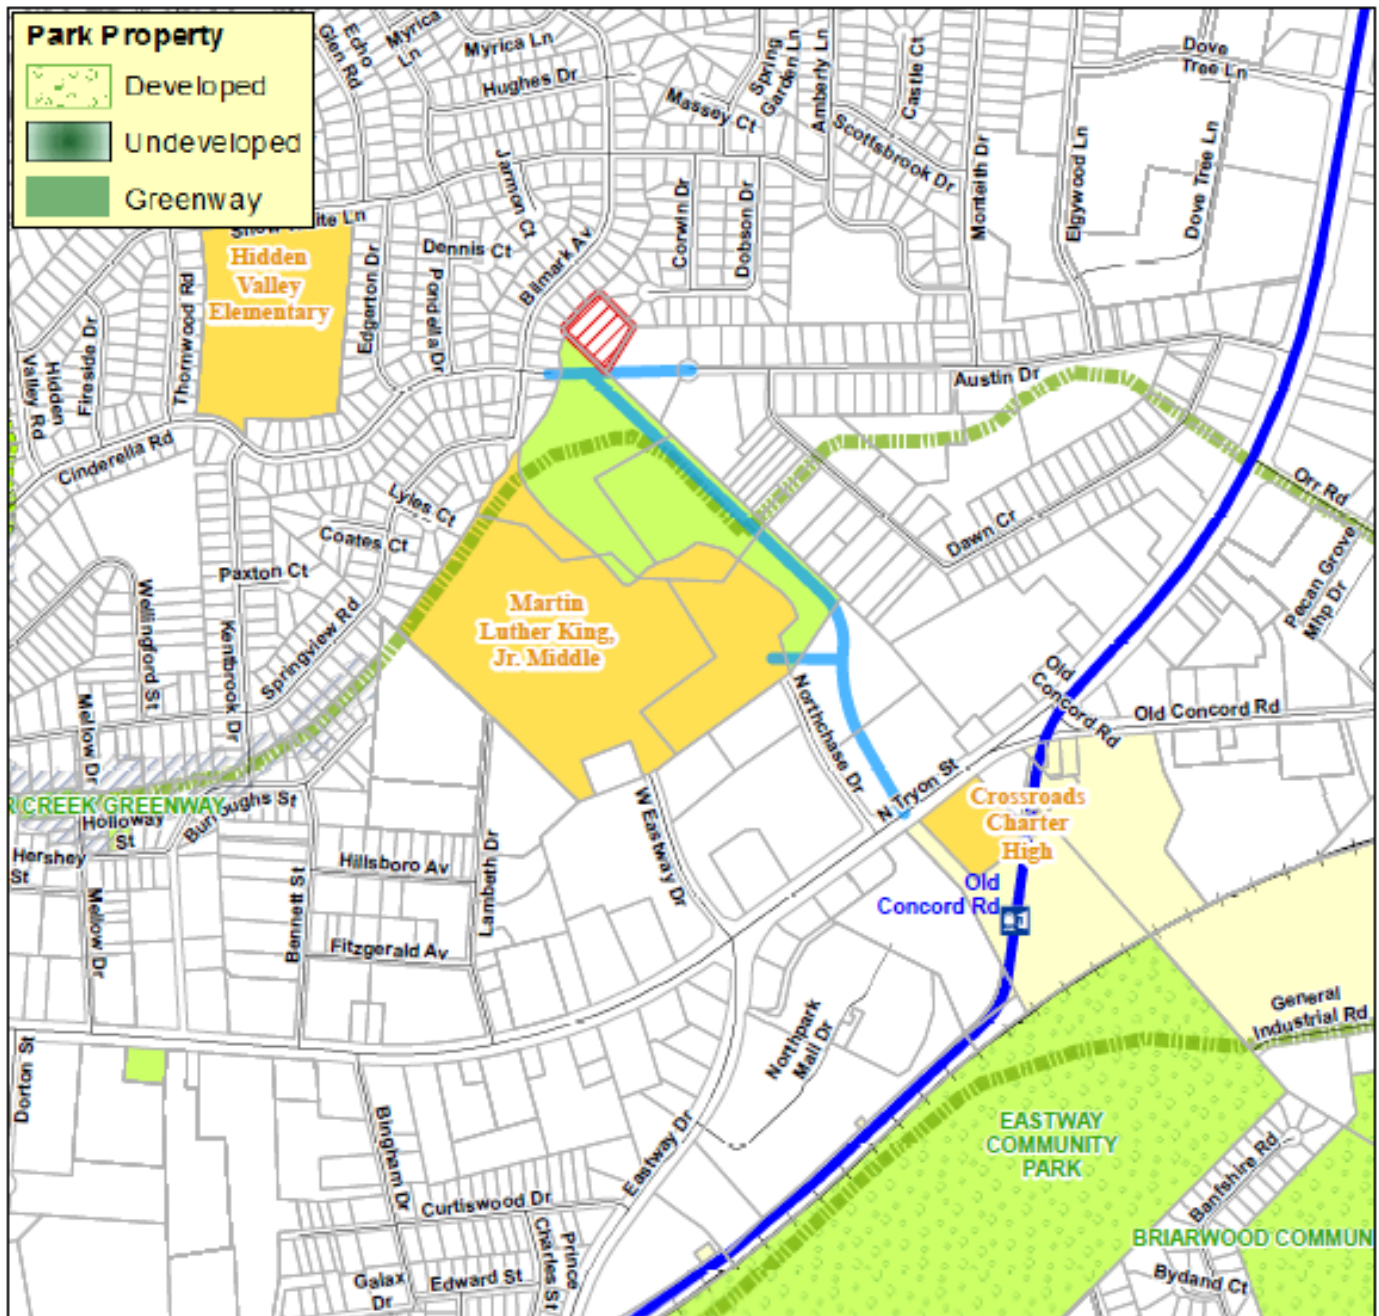 Park Property
Developed
Undeveloped
Greenway
Echo
Glen Rd
Myrica
Ln
Myrica Ln
Hughes Dr
Massey Ct
Spring
Garden Ln
Amberly Ln
Castle Ct
Scottsbrook Dr
Monteith Dr
Elgywood Ln
Dove
Tree Ln
Dove Tree Ln
Jarmon Ct
Dennis Ct
Bilmark Av
Corwin Dr
Dobson Dr
Hidden
Valley
Elementary
Thornwood Rd
Edgerton Dr
Pondella Dr
Fireside Dr
Hidden
Valley Rd
Cinderella Rd
Austin Dr
Orr Rd
Lyles Ct
Coates Ct
Paxton Ct
Dawn Cr
Pecan Grove
Mhp Dr
Wellingford St
Kentbrook Dr
Springview Rd
Martin
Luther King,
Jr. Middle
Northchase Dr
Old
Concord Rd
Old Concord Rd
Mellow Dr
N Tryon St
W Eastway Dr
Crossroads
Charter
High
R CREEK GREENWAY
Holloway
St
Hershey
St
Hillsboro Av
Lambeth Dr
Bennett St
Fitzgerald Av
Mellow Dr
Old
Concord Rd
Northpark
Mall Dr
General
Industrial Rd
Dorton St
Bingham Dr
Eastway Dr
EASTWAY
COMMUNITY
PARK
Banfshire Rd
BRIARWOOD COMMUN
Curtiswood Dr
Prince
Charles St
Galax
Dr
Edward St
Bydand Ct